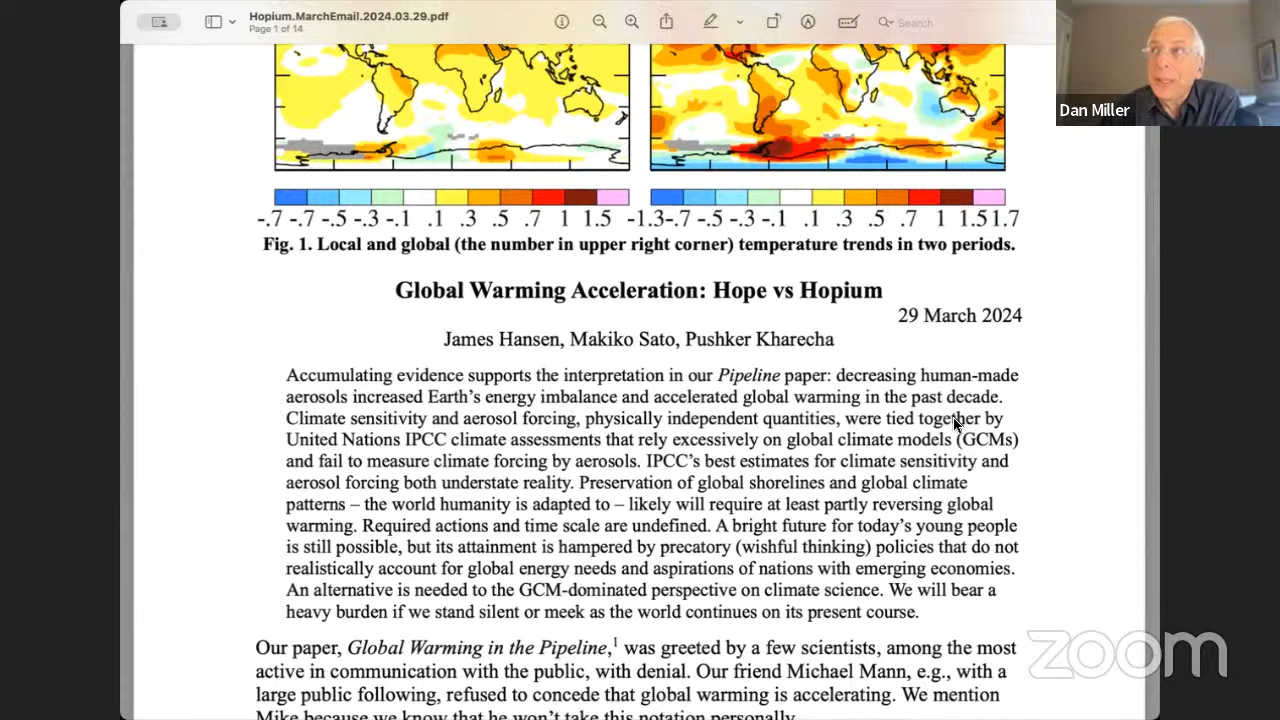 Hopium.MarchEmail.2024.03.29.pdf
Page 1 of 14
Search
Dan Miller
-.7 -.7 -.5 -.3 -.1 .1 .3 .5 .7 1 1.5 -1.3 -.7 -.5 -.3 -.1 .1 .3 .5 .7 1 1.5 1.7
Fig. 1. Local and global (the number in upper right corner) temperature trends in two periods.
Global Warming Acceleration: Hope vs Hopium
29 March 2024
James Hansen, Makiko Sato, Pushker Kharecha
Accumulating evidence supports the interpretation in our Pipeline paper: decreasing human-made
aerosols increased Earth's energy imbalance and accelerated global warming in the past decade.
Climate sensitivity and aerosol forcing, physically independent quantities, were tied together by
United Nations IPCC climate assessments that rely excessively on global climate models (GCMs)
and fail to measure climate forcing by aerosols. IPCC's best estimates for climate sensitivity and
aerosol forcing both understate reality. Preservation of global shorelines and global climate
patterns – the world humanity is adapted to – likely will require at least partly reversing global
warming. Required actions and time scale are undefined. A bright future for today's young people
is still possible, but its attainment is hampered by precatory (wishful thinking) policies that do not
realistically account for global energy needs and aspirations of nations with emerging economies.
An alternative is needed to the GCM-dominated perspective on climate science. We will bear a
heavy burden if we stand silent or meek as the world continues on its present course.
Our paper, Global Warming in the Pipeline,1 was greeted by a few scientists, among the most
active in communication with the public, with denial. Our friend Michael Mann, e.g., with a
large public following, refused to concede that global warming is accelerating. We mention
Mike because we know that he won't take this notation personally.
zoom